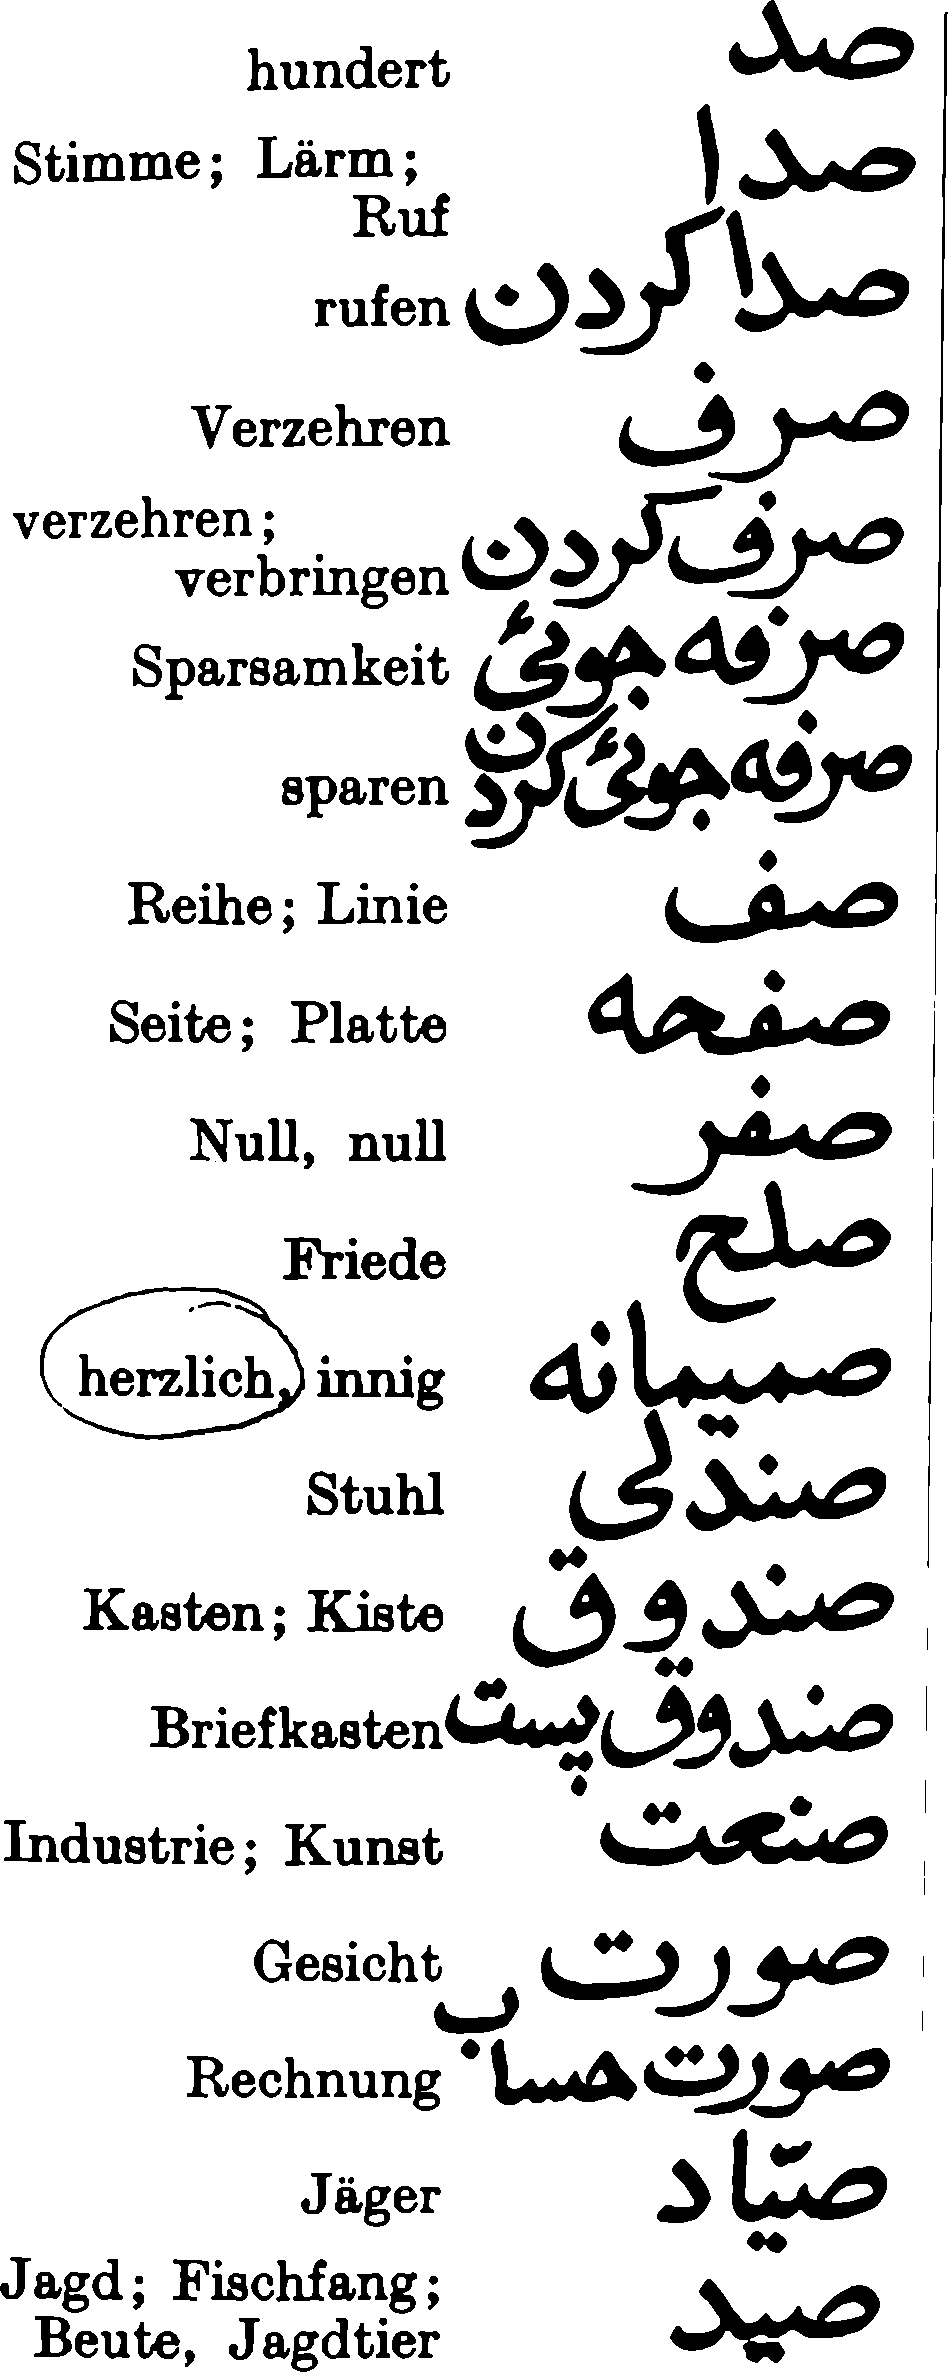 hundert صد
Stimme; Lärm; صدا
Ruf
rufen صدا کردن
Verzehren صرف
verzehren; صرف کردن
verbringen
Sparsamkeit صرفه جوئی
sparen صرفه جوئی کردن
Reihe; Linie صف
Seite; Platte صفحه
Null, null صفر
Friede صلح
herzlich, innig صمیمانه
Stuhl صندلی
Kasten; Kiste صندوق
Briefkasten صندوق پست
Industrie; Kunst صنعت
Gesicht صورت
Rechnung صورت حساب
Jäger صیّاد
Jagd; Fischfang; صید
Beute, Jagdtier